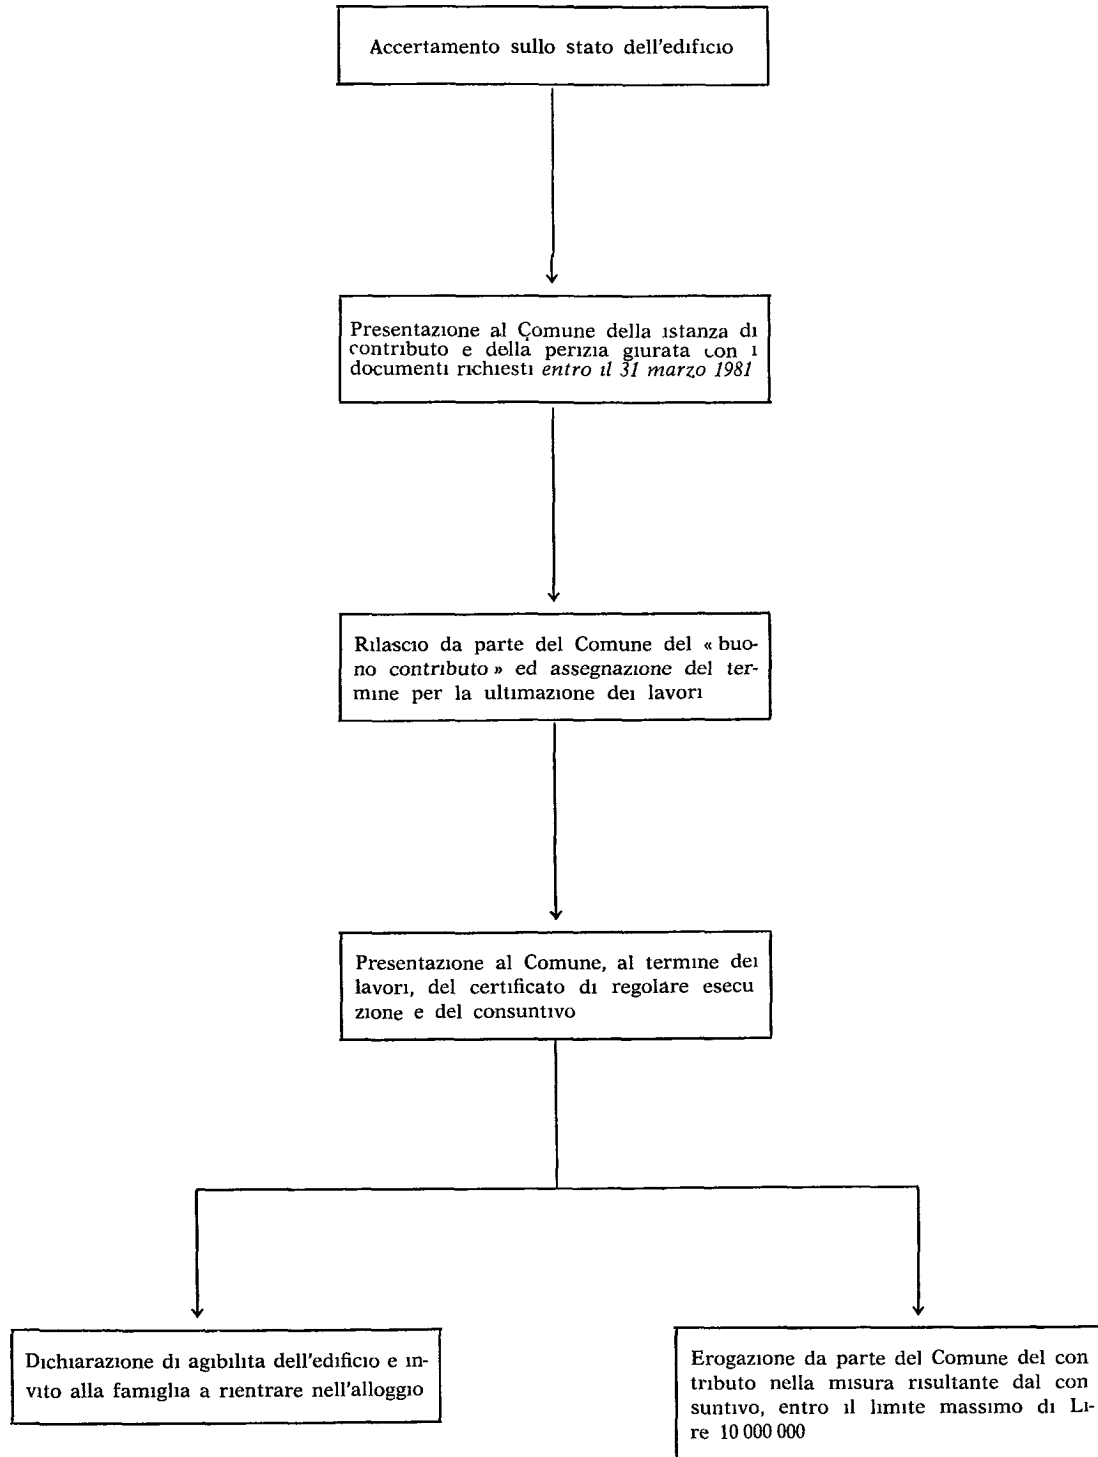 Accertamento sullo stato dell'edificio
Presentazione al Comune della istanza di
contributo e della perizia giurata con i
documenti richiesti entro il 31 marzo 1981
Rilascio da parte del Comune del « buo-
no contributo » ed assegnazione del ter-
mine per la ultimazione dei lavori
Presentazione al Comune, al termine dei
lavori, del certificato di regolare esecu
zione e del consuntivo
Dichiarazione di agibilita dell'edificio e in-
vito alla famiglia a rientrare nell'alloggio
Erogazione da parte del Comune del con
tributo nella misura risultante dal con
suntivo, entro il limite massimo di Li-
re 10 000 000